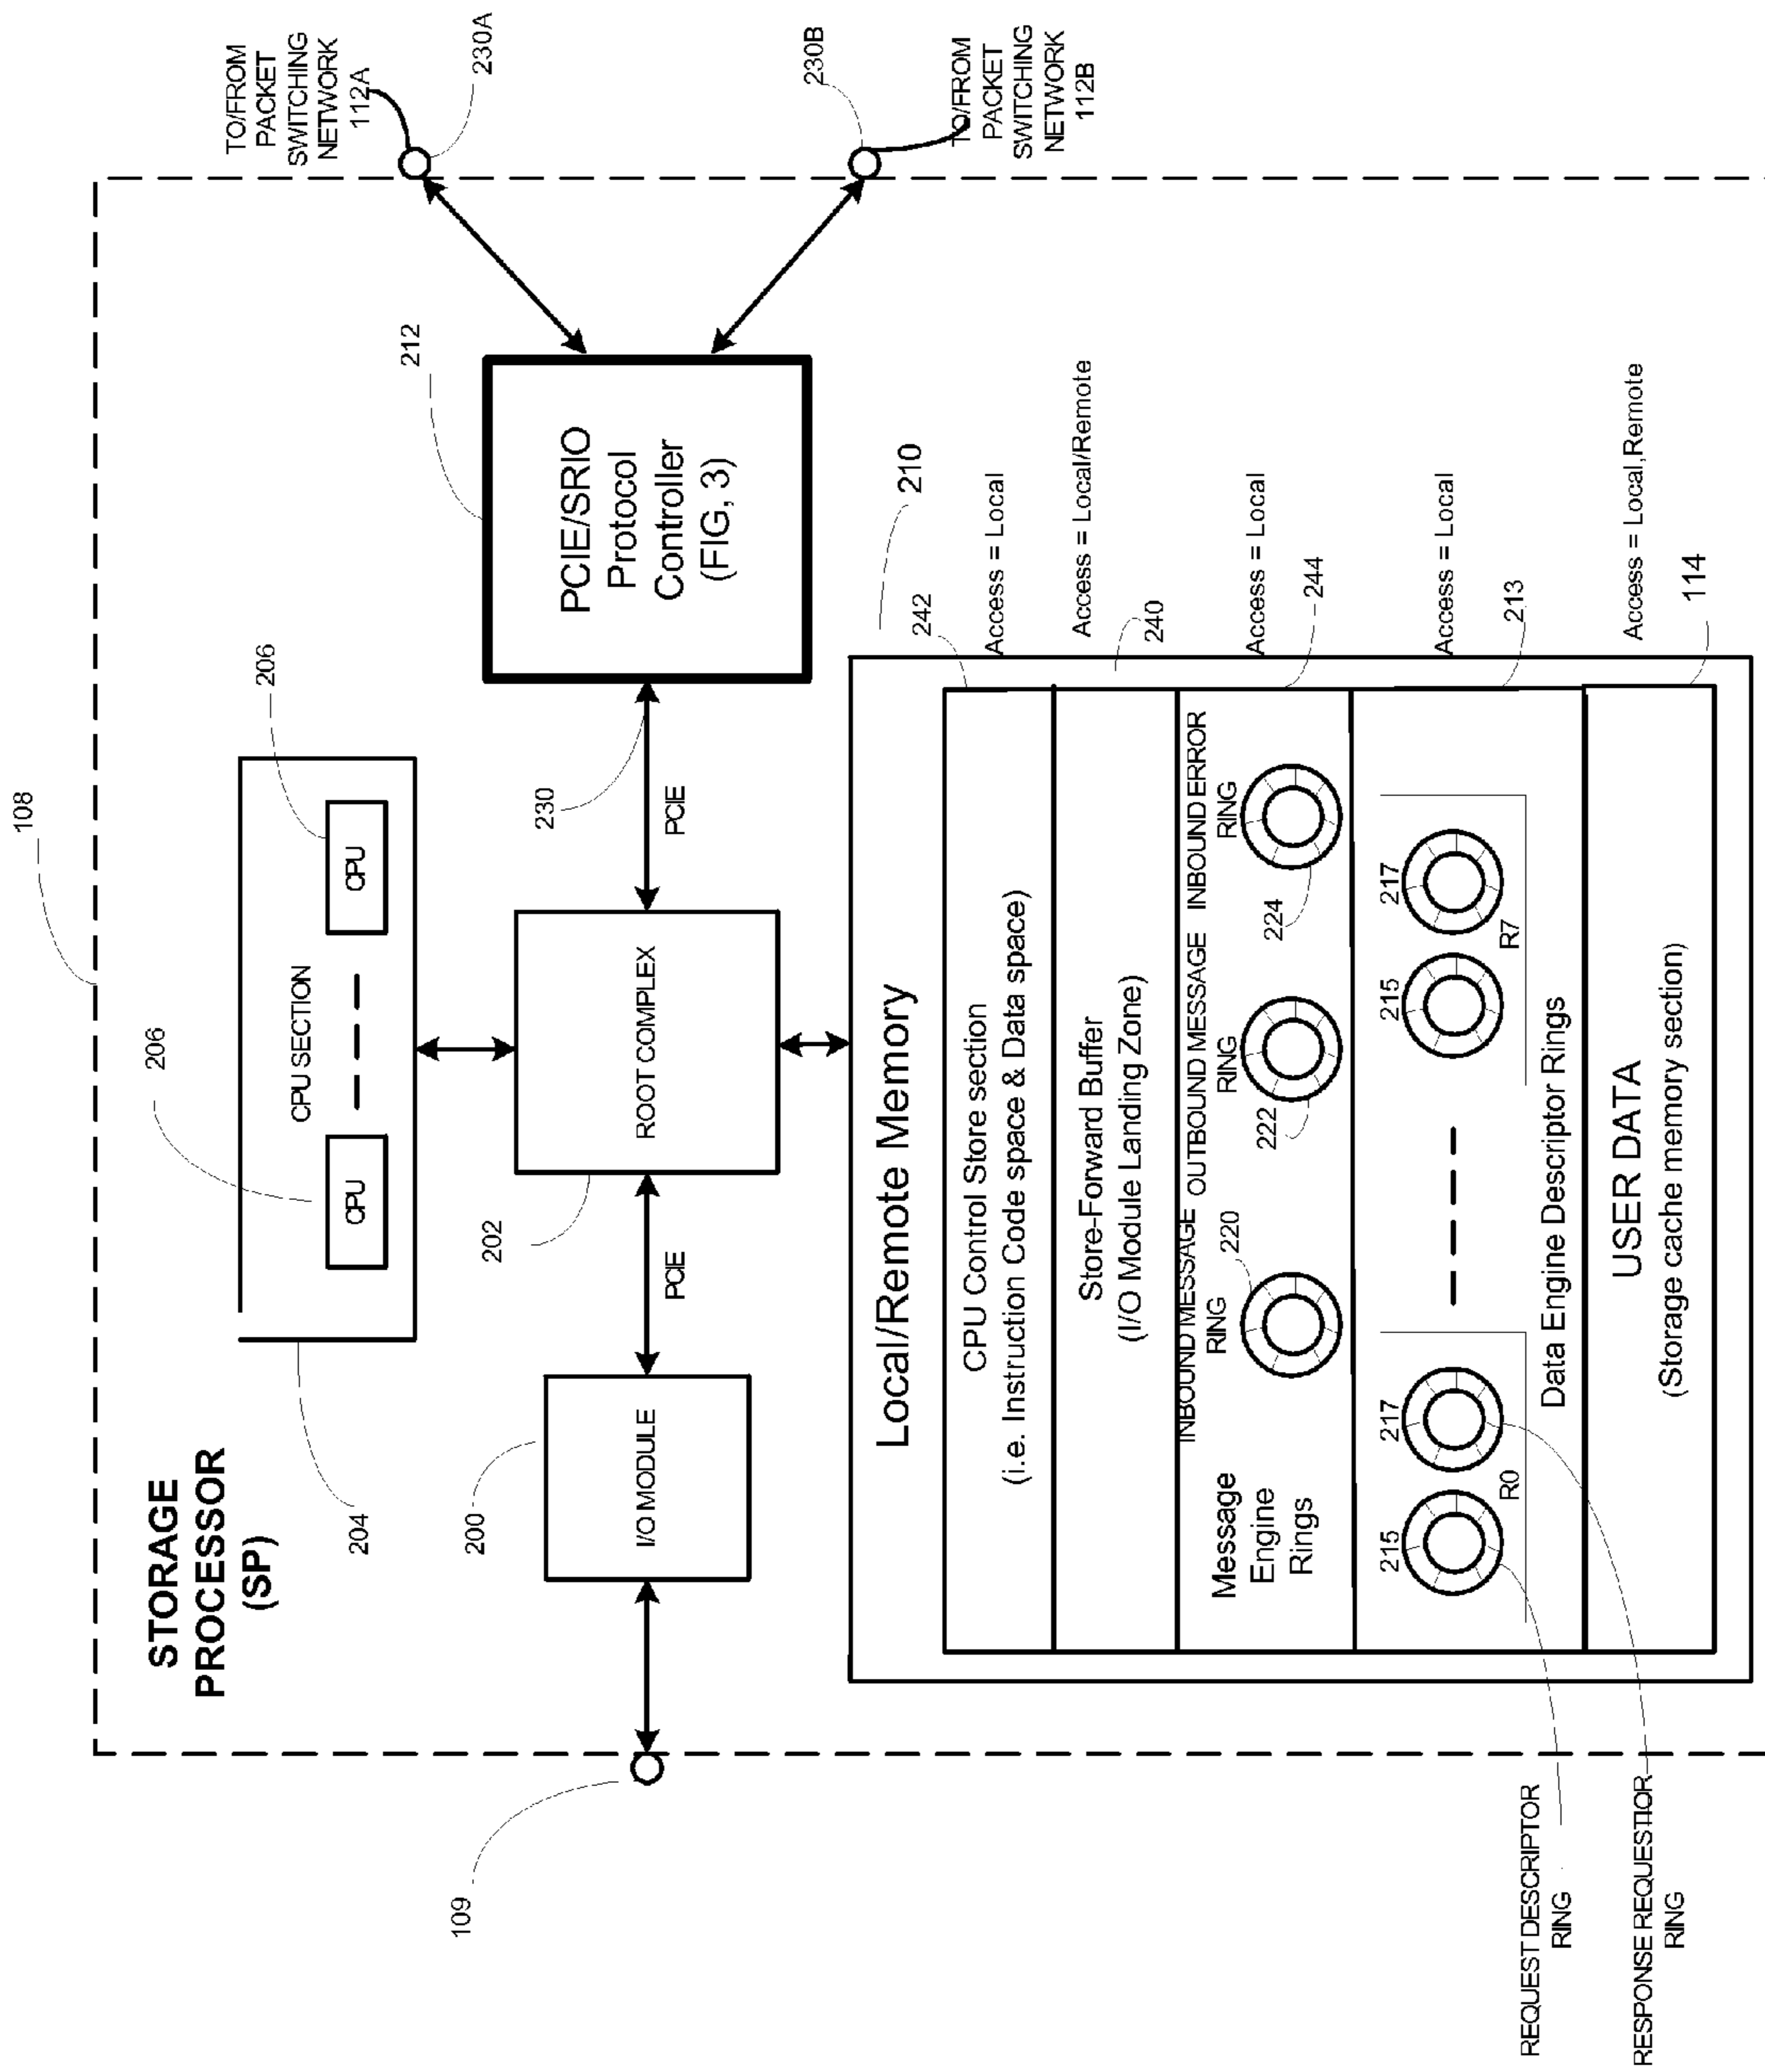 108
STORAGE
PROCESSOR
(SP)
204
206
CPU SECTION
206
CPU
CPU
TO/FROM
PACKET
SWITCHING
NETWORK
112A
230A
109
200
I/O MODULE
PCIE
202
ROOT COMPLEX
230
PCIE
212
PCIE/SRIO
Protocol
Controller
(FIG, 3)
230B
TO/FROM
PACKET
SWITCHING
NETWORK
112B
Local/Remote Memory
210
242
CPU Control Store section
(i.e. Instruction Code space & Data space)
Access = Local
Store-Forward Buffer
(I/O Module Landing Zone)
Access = Local/Remote
240
Message
Engine
Rings
INBOUND MESSAGE
RING
220
OUTBOUND MESSAGE
RING
222
INBOUND ERROR
RING
224
Access = Local
244
215
217
R0
215
217
R7
Data Engine Descriptor Rings
Access = Local
213
USER DATA
(Storage cache memory section)
Access = Local,Remote
114
REQUEST DESCRIPTOR
RING
RESPONSE REQUESTIOR
RING